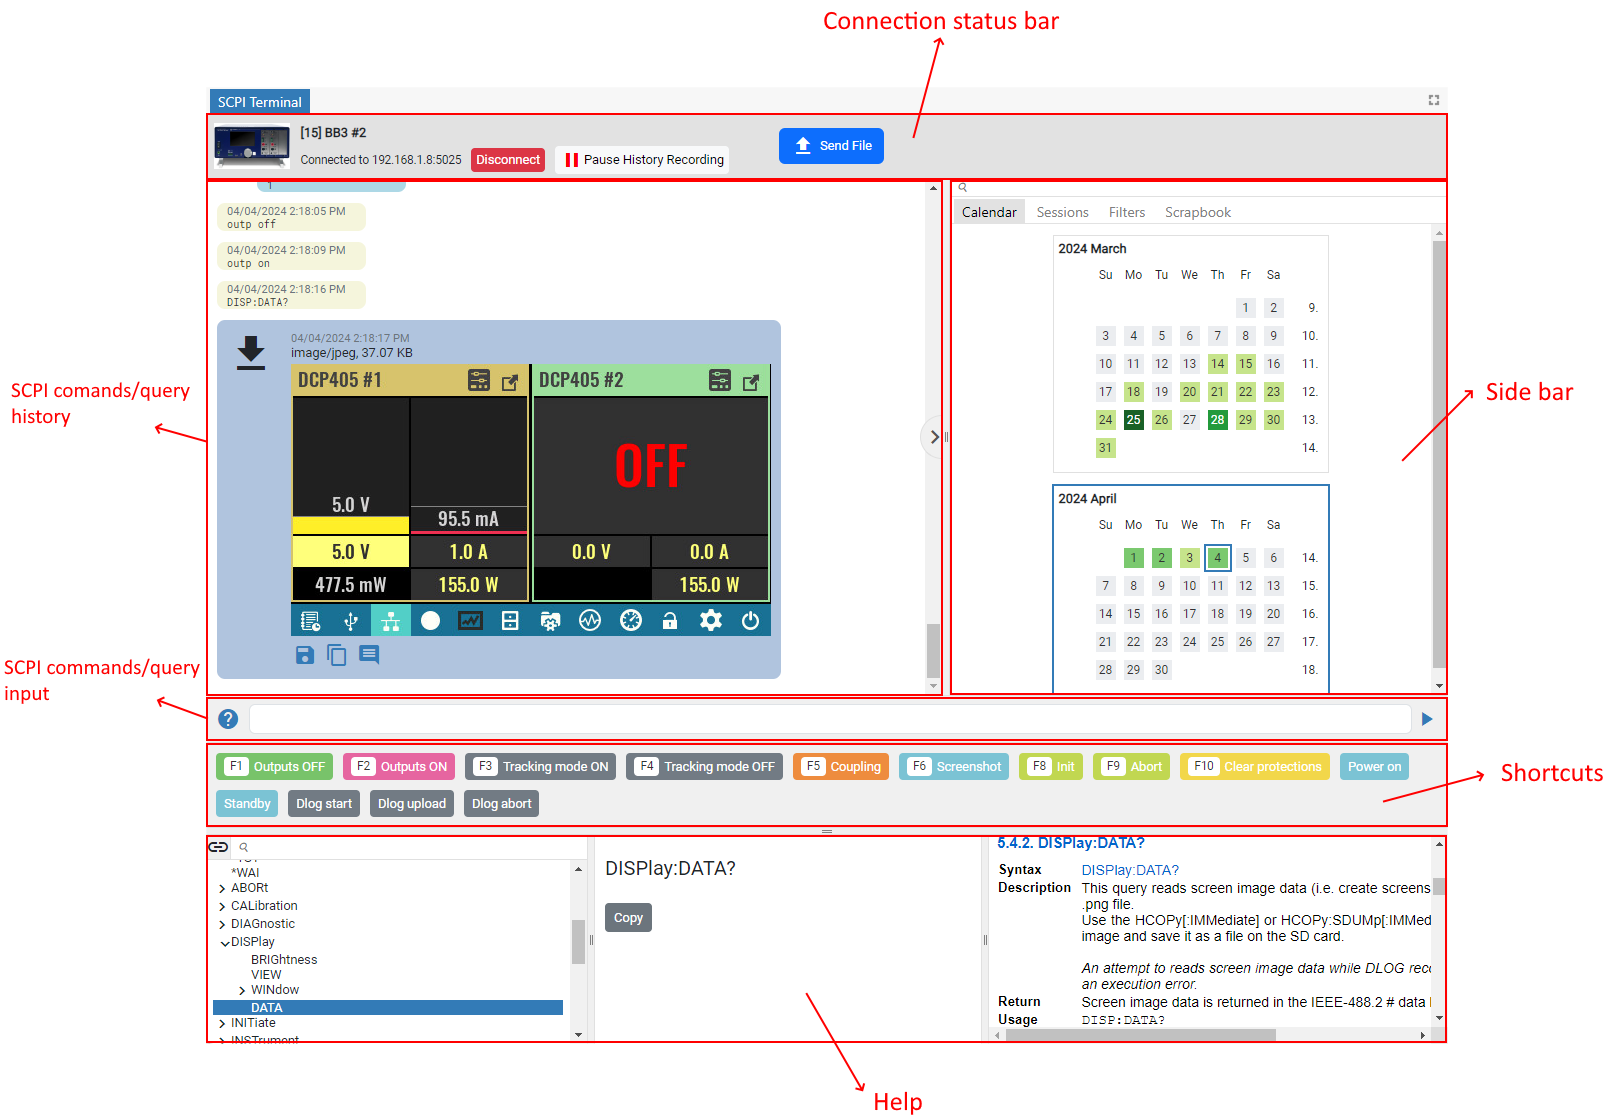 Connection status bar
SCPI Terminal
[15] BB3 #2
Connected to 192.168.1.8:5025 Disconnect Pause History Recording Send File
1
04/04/2024 2:18:05 PM
outp off
04/04/2024 2:18:09 PM
outp on
04/04/2024 2:18:16 PM
DISP:DATA?
04/04/2024 2:18:17 PM
image/jpeg, 37.07 KB
DCP405 #1 DCP405 #2
OFF
5.0 V 95.5 mA
5.0 V 1.0 A 0.0 V 0.0 A
477.5 mW 155.0 W 155.0 W
SCPI comands/query
history
Calendar Sessions Filters Scrapbook
2024 March
Su Mo Tu We Th Fr Sa
1 2 9.
3 4 5 6 7 8 9 10.
10 11 12 13 14 15 16 11.
17 18 19 20 21 22 23 12.
24 25 26 27 28 29 30 13.
31 14.
2024 April
Su Mo Tu We Th Fr Sa
1 2 3 4 5 6 14.
7 8 9 10 11 12 13 15.
14 15 16 17 18 19 20 16.
21 22 23 24 25 26 27 17.
28 29 30 18.
Side bar
SCPI commands/query
input
?
F1 Outputs OFF F2 Outputs ON F3 Tracking mode ON F4 Tracking mode OFF F5 Coupling F6 Screenshot F8 Init F9 Abort F10 Clear protections Power on
Standby Dlog start Dlog upload Dlog abort
Shortcuts
*WAI
ABORt
CALibration
DIAGnostic
DISPlay
BRIGhtness
VIEW
WINdow
DATA
INITiate
INSTrument
DISPlay:DATA?
Copy
5.4.2. DISPlay:DATA?
Syntax DISPlay:DATA?
Description This query reads screen image data (i.e. create screens
.png file.
Use the HCOPy[:IMMediate] or HCOPy:SDUMp[:IMMed
image and save it as a file on the SD card.
An attempt to reads screen image data while DLOG reco
an execution error.
Return Screen image data is returned in the IEEE-488.2 # data
Usage DISP:DATA?
Help